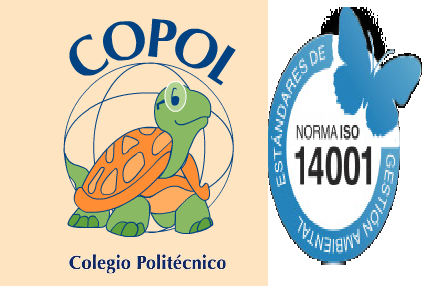 COPOL
Colegio Politécnico
ESTÁNDARES DE
NORMA ISO
14001
GESTIÓN AMBIENTAL